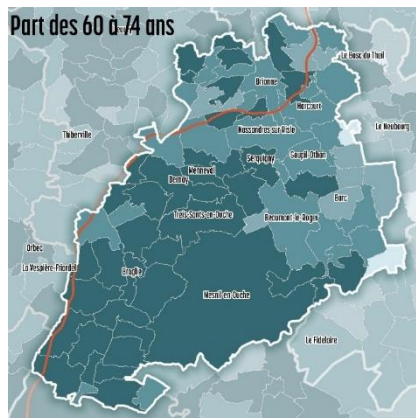 Part des 60 à 74 ans
Le Bosc du Theil
Brionne
Harcourt
Thiberville
Nassandres sur Risle
Le Neubourg
Menneval
Serquigny
Goupil-Othon
Bernay
Barc
Treis-Sants-en-Ouche
Beaumont-le-Roger
Orbec
La Vespière-Friardel
Broglie
Mesnil-en-Ouche
Le Fidelaire